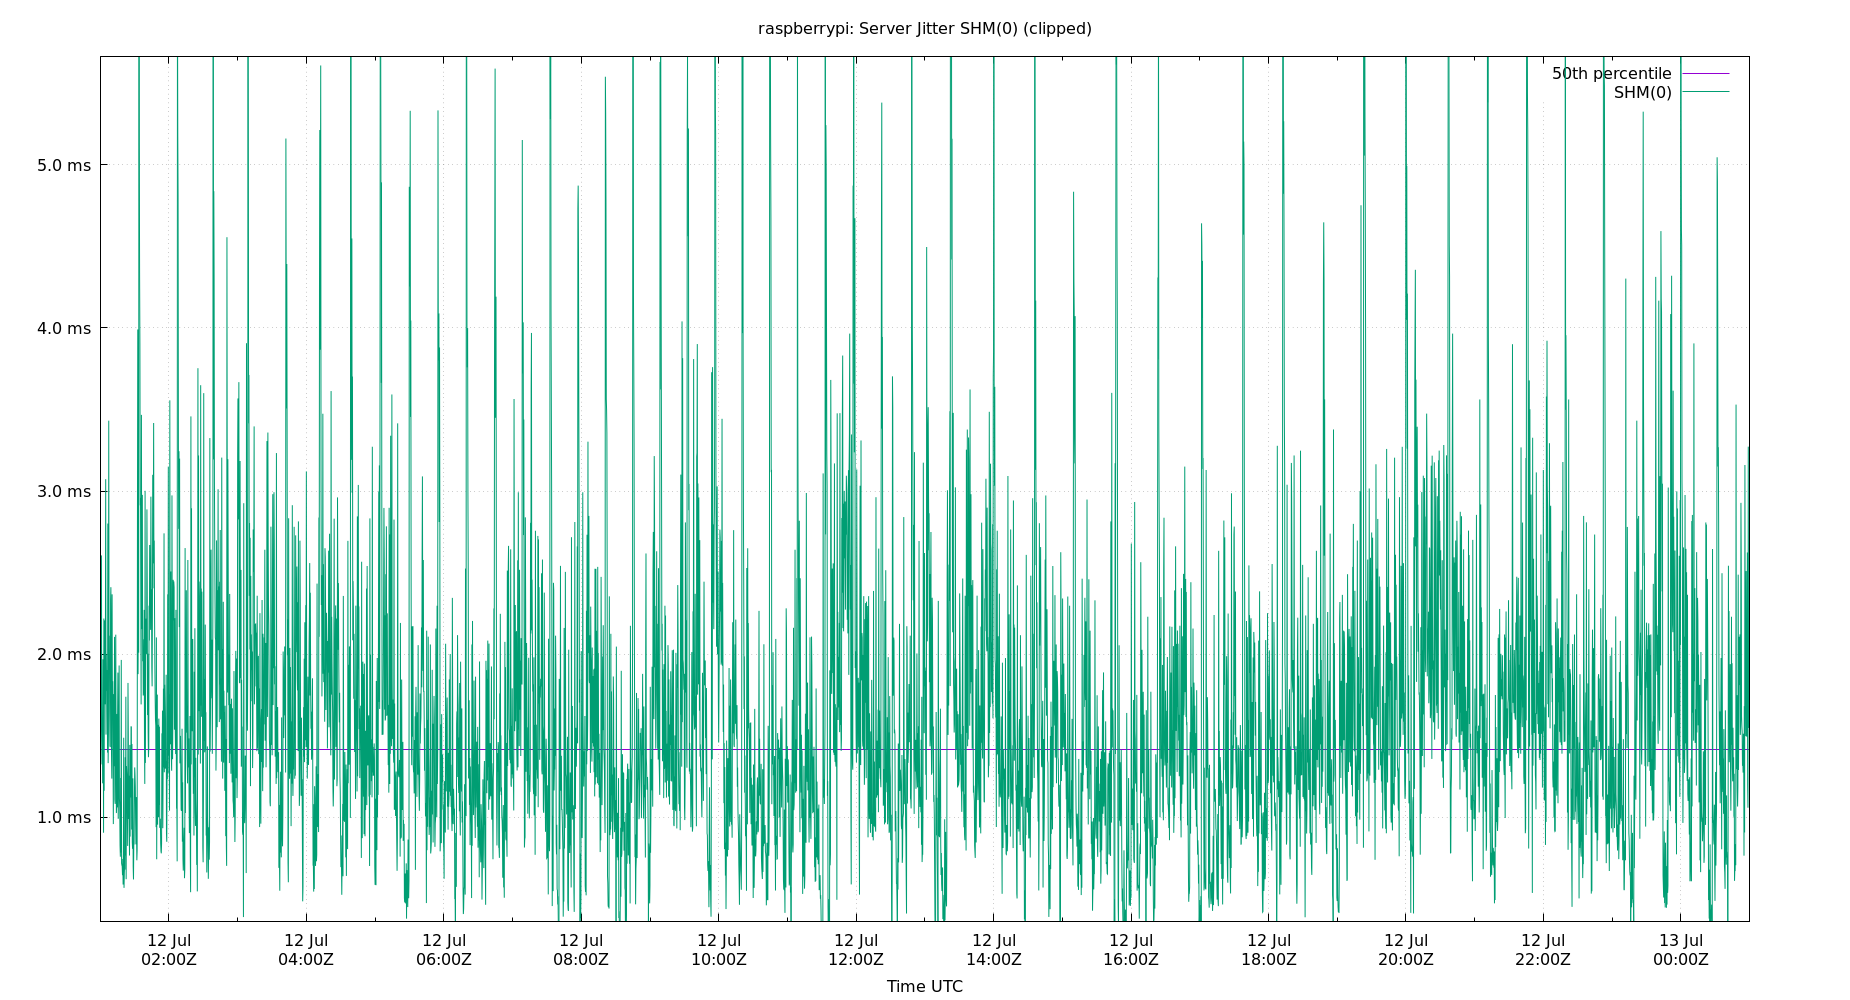 raspberrypi: Server Jitter SHM(0) (clipped)
50th percentile
SHM(0)
5.0 ms
4.0 ms
3.0 ms
2.0 ms
1.0 ms
12 Jul 12 Jul 12 Jul 12 Jul 12 Jul 12 Jul 12 Jul 12 Jul 12 Jul 12 Jul 12 Jul 13 Jul
02:00Z 04:00Z 06:00Z 08:00Z 10:00Z 12:00Z 14:00Z 16:00Z 18:00Z 20:00Z 22:00Z 00:00Z
Time UTC